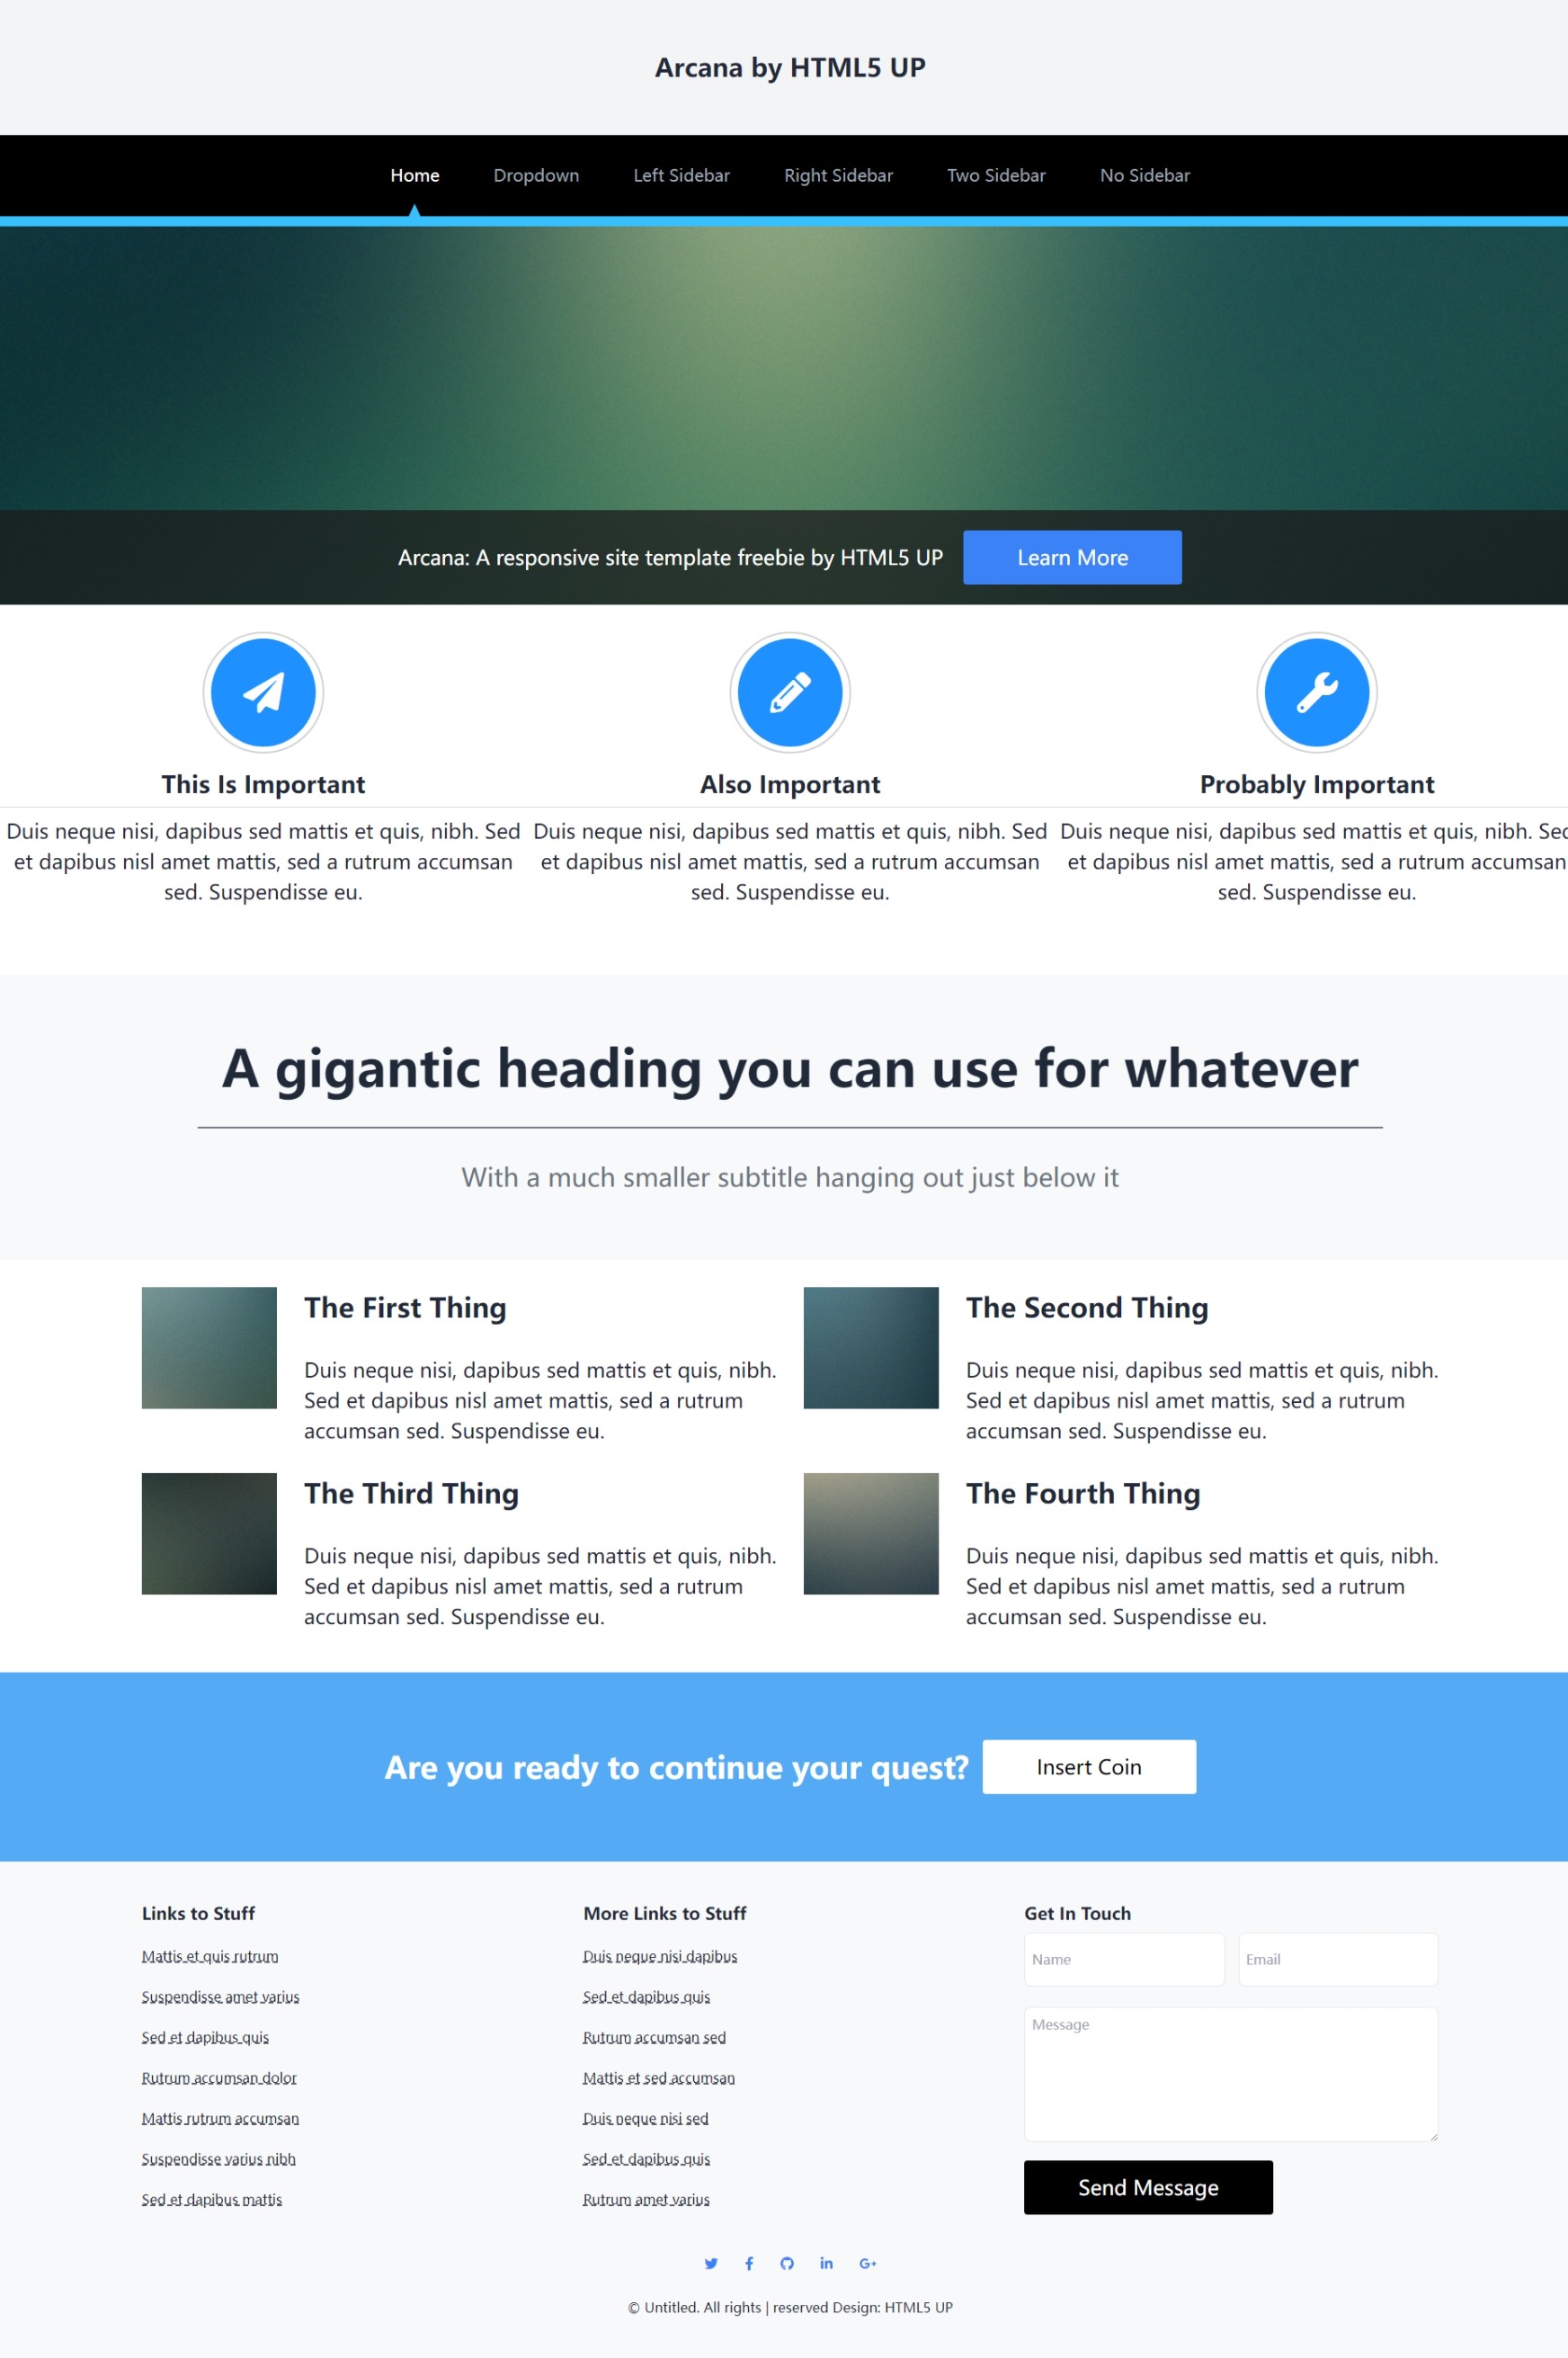 Arcana by HTML5 UP
Home Dropdown Left Sidebar Right Sidebar Two Sidebar No Sidebar
Arcana: A responsive site template freebie by HTML5 UP Learn More
This Is Important
Duis neque nisi, dapibus sed mattis et quis, nibh. Sed
et dapibus nisl amet mattis, sed a rutrum accumsan
sed. Suspendisse eu.
Also Important
Duis neque nisi, dapibus sed mattis et quis, nibh. Sed
et dapibus nisl amet mattis, sed a rutrum accumsan
sed. Suspendisse eu.
Probably Important
Duis neque nisi, dapibus sed mattis et quis, nibh. Sed
et dapibus nisl amet mattis, sed a rutrum accumsan
sed. Suspendisse eu.
A gigantic heading you can use for whatever
With a much smaller subtitle hanging out just below it
The First Thing
Duis neque nisi, dapibus sed mattis et quis, nibh.
Sed et dapibus nisl amet mattis, sed a rutrum
accumsan sed. Suspendisse eu.
The Second Thing
Duis neque nisi, dapibus sed mattis et quis, nibh.
Sed et dapibus nisl amet mattis, sed a rutrum
accumsan sed. Suspendisse eu.
The Third Thing
Duis neque nisi, dapibus sed mattis et quis, nibh.
Sed et dapibus nisl amet mattis, sed a rutrum
accumsan sed. Suspendisse eu.
The Fourth Thing
Duis neque nisi, dapibus sed mattis et quis, nibh.
Sed et dapibus nisl amet mattis, sed a rutrum
accumsan sed. Suspendisse eu.
Are you ready to continue your quest? Insert Coin
Links to Stuff
Mattis et quis rutrum
Suspendisse amet varius
Sed et dapibus quis
Rutrum accumsan dolor
Mattis rutrum accumsan
Suspendisse varius nibh
Sed et dapibus mattis
More Links to Stuff
Duis neque nisi dapibus
Sed et dapibus quis
Rutrum accumsan sed
Mattis et sed accumsan
Duis neque nisi sed
Sed et dapibus quis
Rutrum amet varius
Get In Touch
Name Email
Message
Send Message
© Untitled. All rights | reserved Design: HTML5 UP